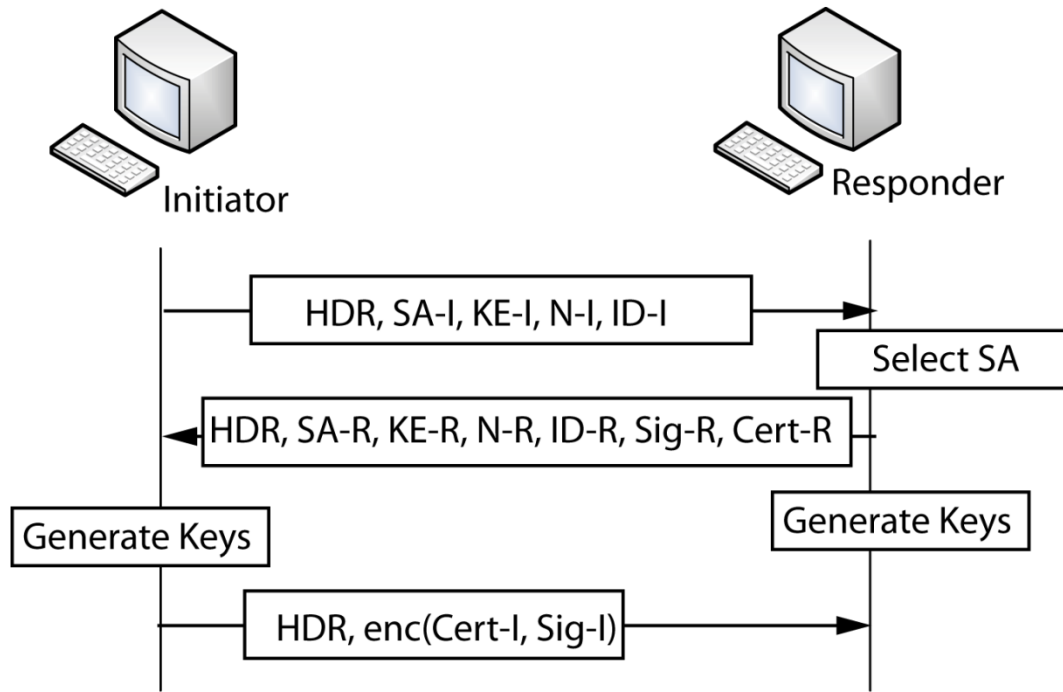 Initiator
Responder
HDR, SA-I, KE-I, N-I, ID-I
Select SA
HDR, SA-R, KE-R, N-R, ID-R, Sig-R, Cert-R
Generate Keys
Generate Keys
HDR, enc(Cert-I, Sig-I)